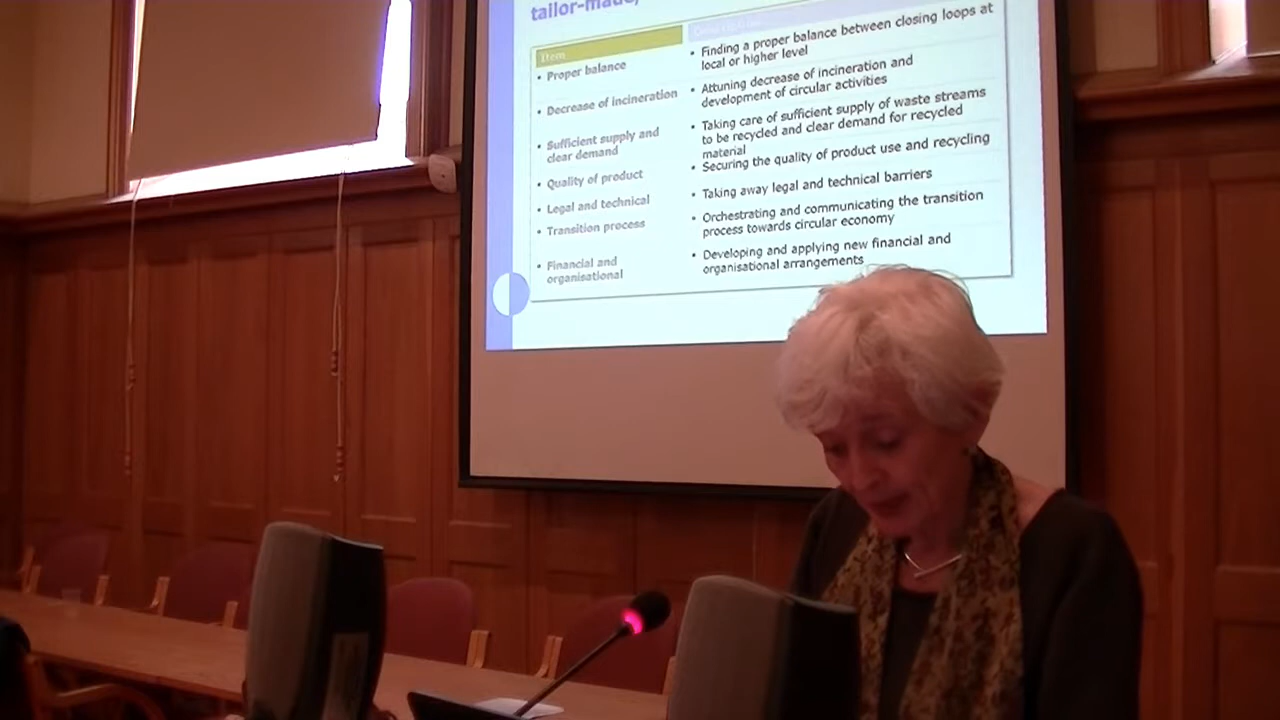 tailor-made,
Item
• Proper balance
• Finding a proper balance between closing loops at
local or higher level
• Decrease of incineration
• Attuning decrease of incineration and
development of circular activities
• Sufficient supply and
clear demand
• Taking care of sufficient supply of waste streams
to be recycled and clear demand for recycled
material
• Quality of product
• Securing the quality of product use and recycling
• Legal and technical
• Taking away legal and technical barriers
• Transition process
• Orchestrating and communicating the transition
process towards circular economy
• Financial and
organisational
• Developing and applying new financial and
organisational arrangements